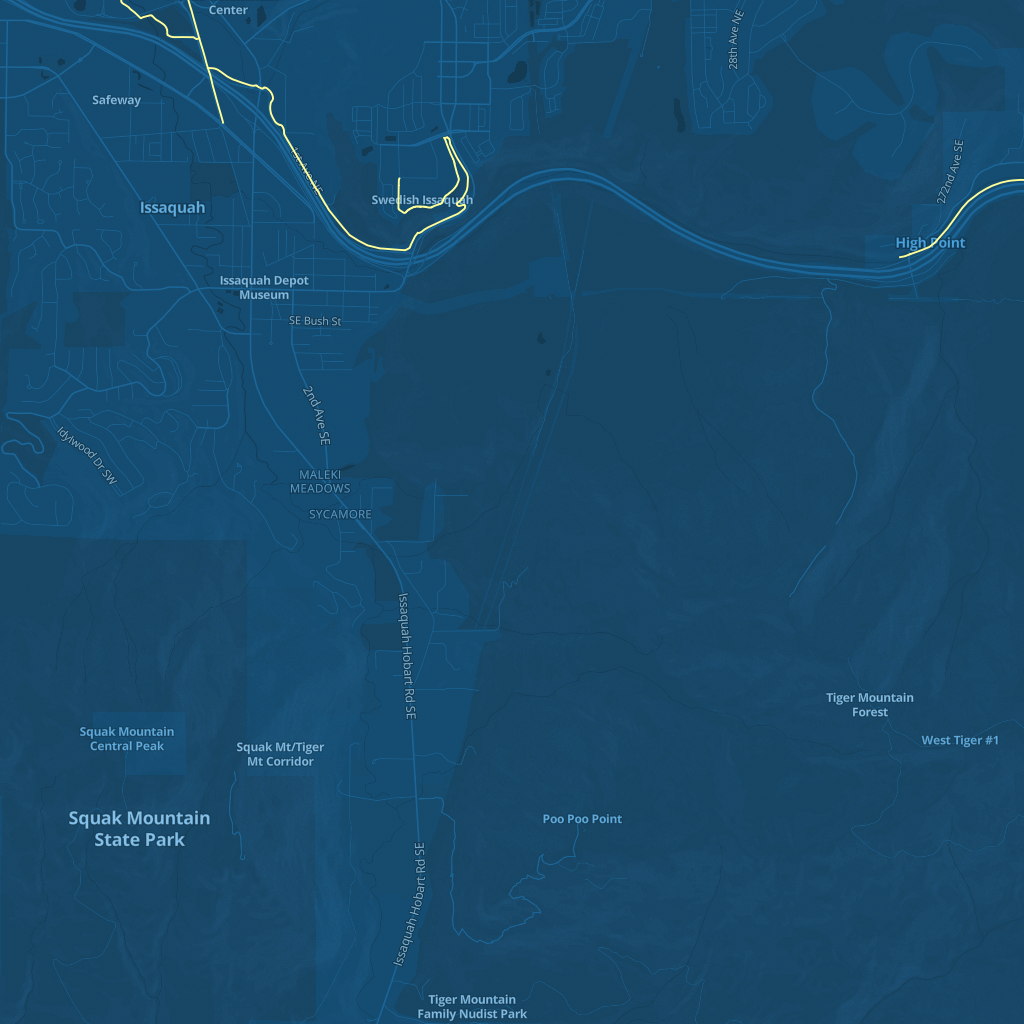 Center
28th Ave NE
Safeway
1st Ave NE
272nd Ave SE
Swedish Issaquah
Issaquah
High Point
Issaquah Depot
Museum
SE Bush St
2nd Ave SE
Idylwood Dr SW
MALEKI
MEADOWS
SYCAMORE
Issaquah Hobart Rd SE
Tiger Mountain
Forest
Squak Mountain
Central Peak
West Tiger #1
Squak Mt/Tiger
Mt Corridor
Squak Mountain
State Park
Poo Poo Point
Issaquah Hobart Rd SE
Tiger Mountain
Family Nudist Park